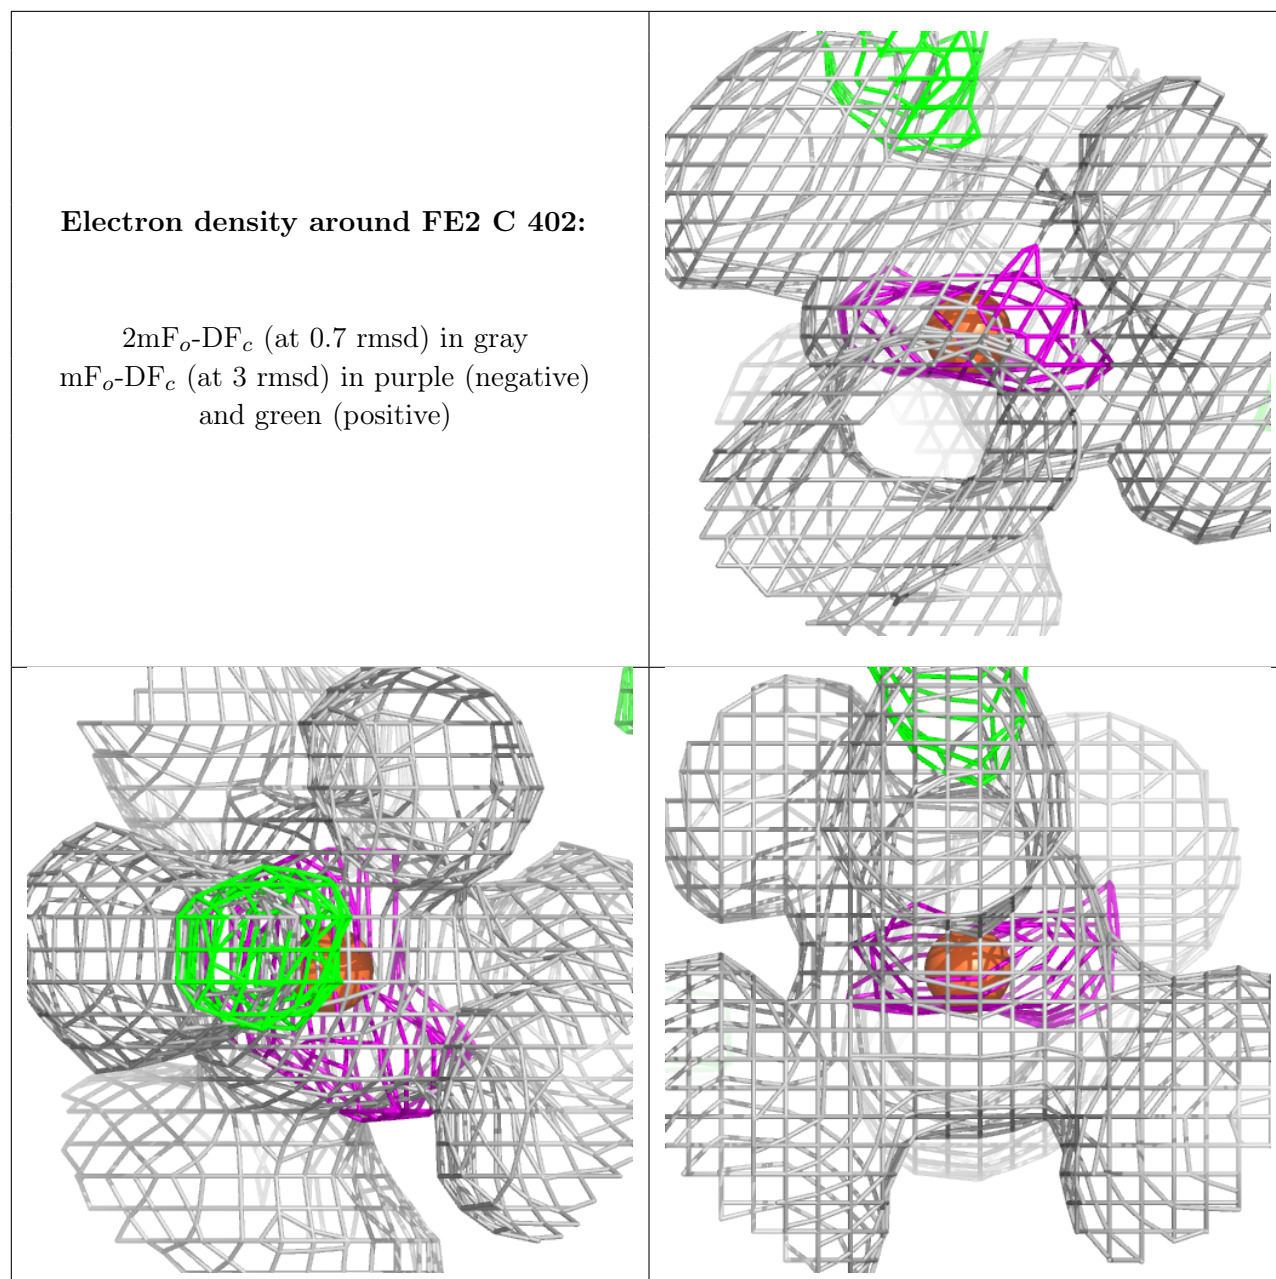 Electron density around FE2 C 402:
2mFo-DFc (at 0.7 rmsd) in gray
mFo-DFc (at 3 rmsd) in purple (negative)
and green (positive)